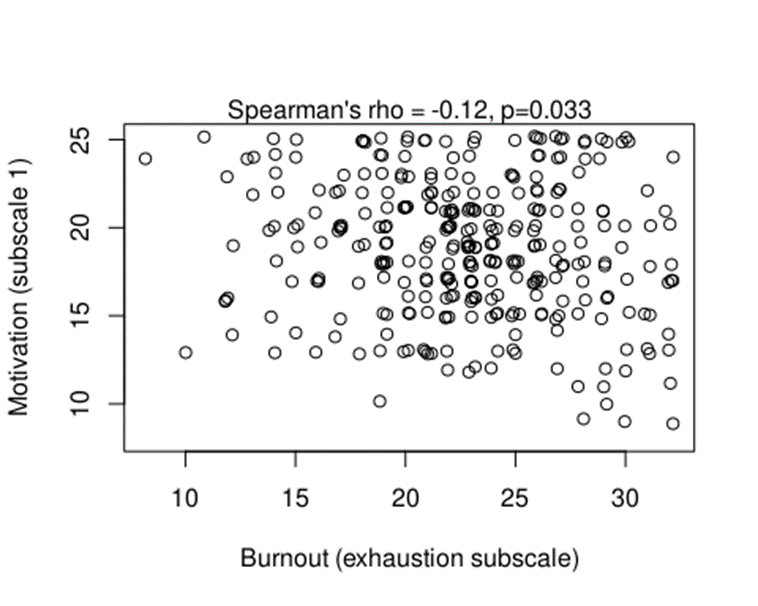 Spearman's rho = -0.12, p=0.033
Motivation (subscale 1)
25
20
15
10
10 15 20 25 30
Burnout (exhaustion subscale)